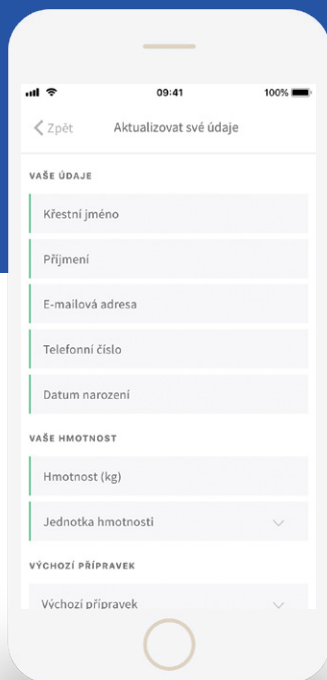 09:41
100%
Zpět
Aktualizovat své údaje
VAŠE ÚDAJE
Křestní jméno
Příjmení
E-mailová adresa
Telefonní číslo
Datum narození
VAŠE HMOTNOST
Hmotnost (kg)
Jednotka hmotnosti
VÝCHOZÍ PŘÍPRAVEK
Výchozí přípravek